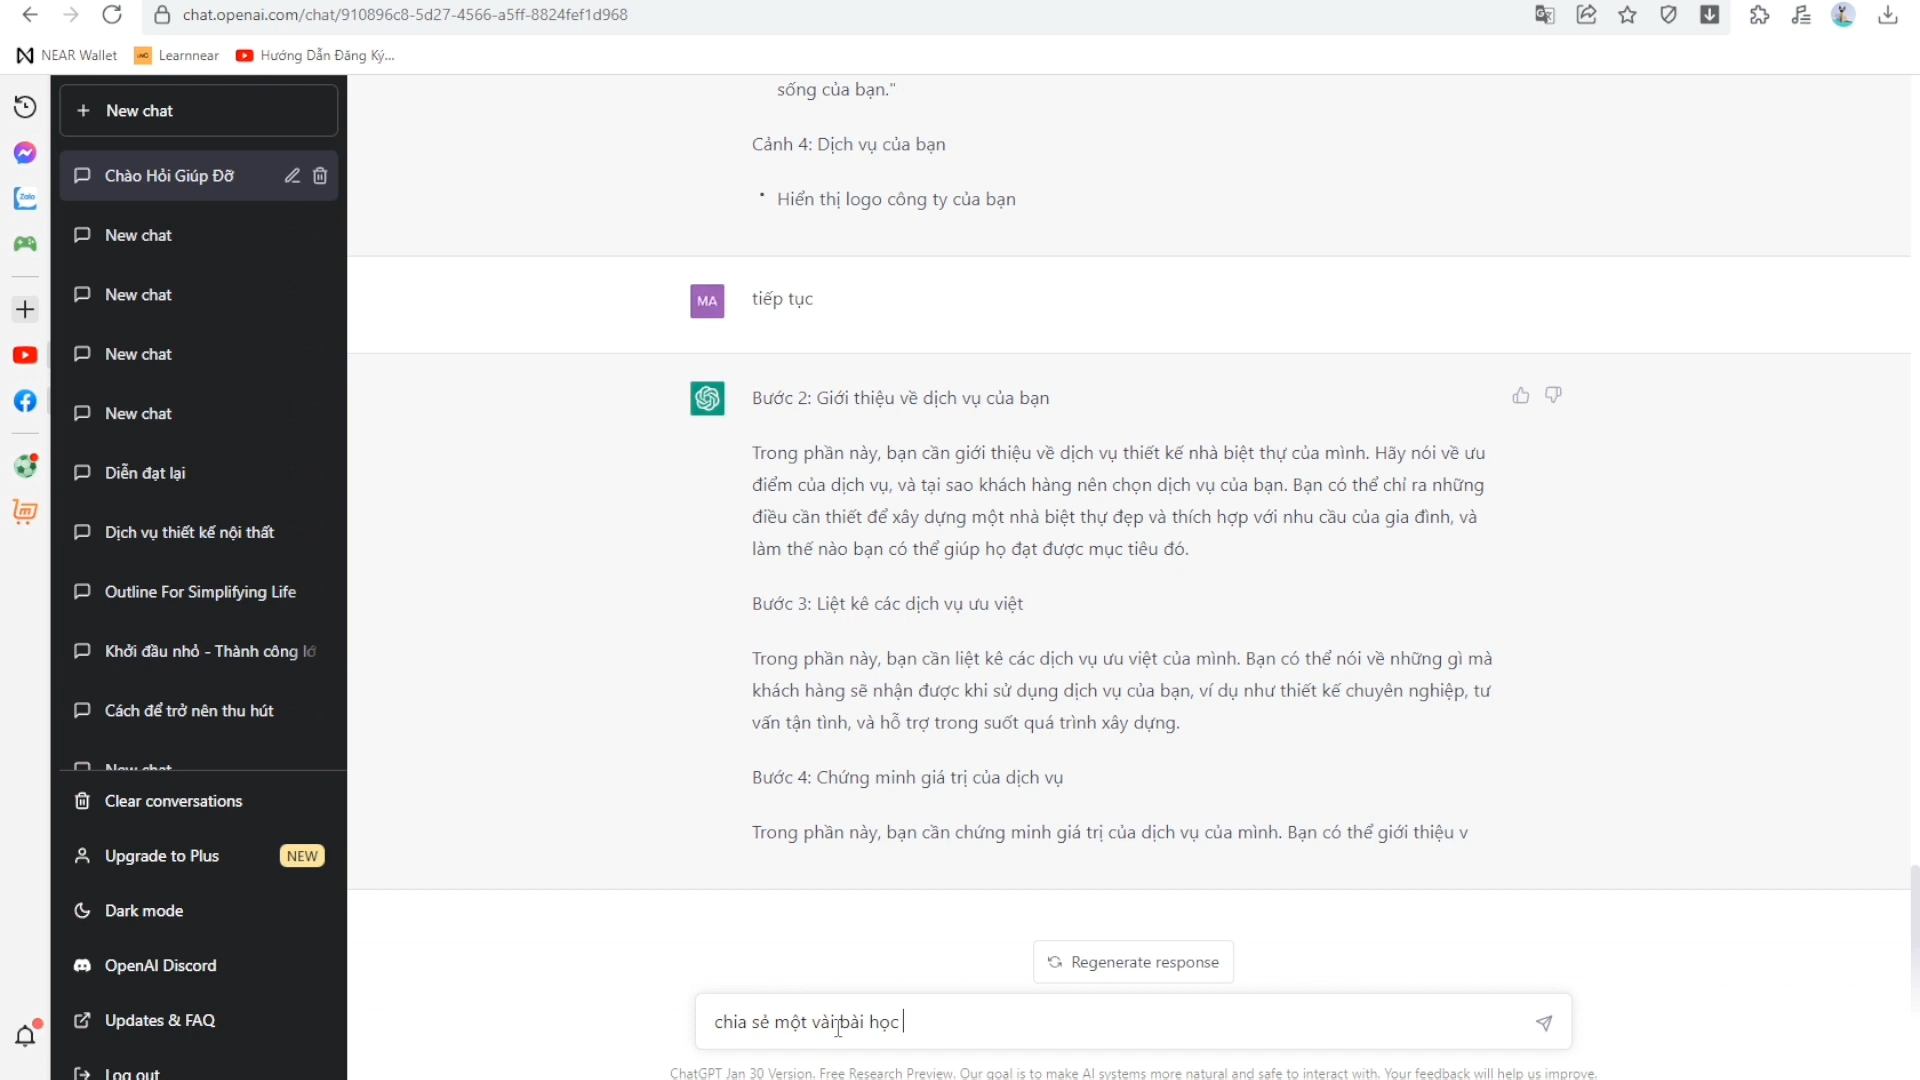 chat.openai.com/chat/910896c8-5d27-4566-a5ff-8824fef1d968
NEAR Wallet
Learnnear
Hướng Dẫn Đăng Ký...
New chat
Chào Hỏi Giúp Đỡ
New chat
New chat
New chat
New chat
Diễn đạt lại
Dịch vụ thiết kế nội thất
Outline For Simplifying Life
Khởi đầu nhỏ - Thành công lớ
Cách để trở nên thu hút
New chat
Clear conversations
Upgrade to Plus NEW
Dark mode
OpenAI Discord
Updates & FAQ
Log out
Zalo
sống của bạn."
Cảnh 4: Dịch vụ của bạn
• Hiển thị logo công ty của bạn
MA tiếp tục
Bước 2: Giới thiệu về dịch vụ của bạn
Trong phần này, bạn cần giới thiệu về dịch vụ thiết kế nhà biệt thự của mình. Hãy nói về ưu
điểm của dịch vụ, và tại sao khách hàng nên chọn dịch vụ của bạn. Bạn có thể chỉ ra những
điều cần thiết để xây dựng một nhà biệt thự đẹp và thích hợp với nhu cầu của gia đình, và
làm thế nào bạn có thể giúp họ đạt được mục tiêu đó.
Bước 3: Liệt kê các dịch vụ ưu việt
Trong phần này, bạn cần liệt kê các dịch vụ ưu việt của mình. Bạn có thể nói về những gì mà
khách hàng sẽ nhận được khi sử dụng dịch vụ của bạn, ví dụ như thiết kế chuyên nghiệp, tư
vấn tận tình, và hỗ trợ trong suốt quá trình xây dựng.
Bước 4: Chứng minh giá trị của dịch vụ
Trong phần này, bạn cần chứng minh giá trị của dịch vụ của mình. Bạn có thể giới thiệu v
Regenerate response
chia sẻ một vài bài học
ChatGPT Jan 30 Version. Free Research Preview. Our goal is to make AI systems more natural and safe to interact with. Your feedback will help us improve.